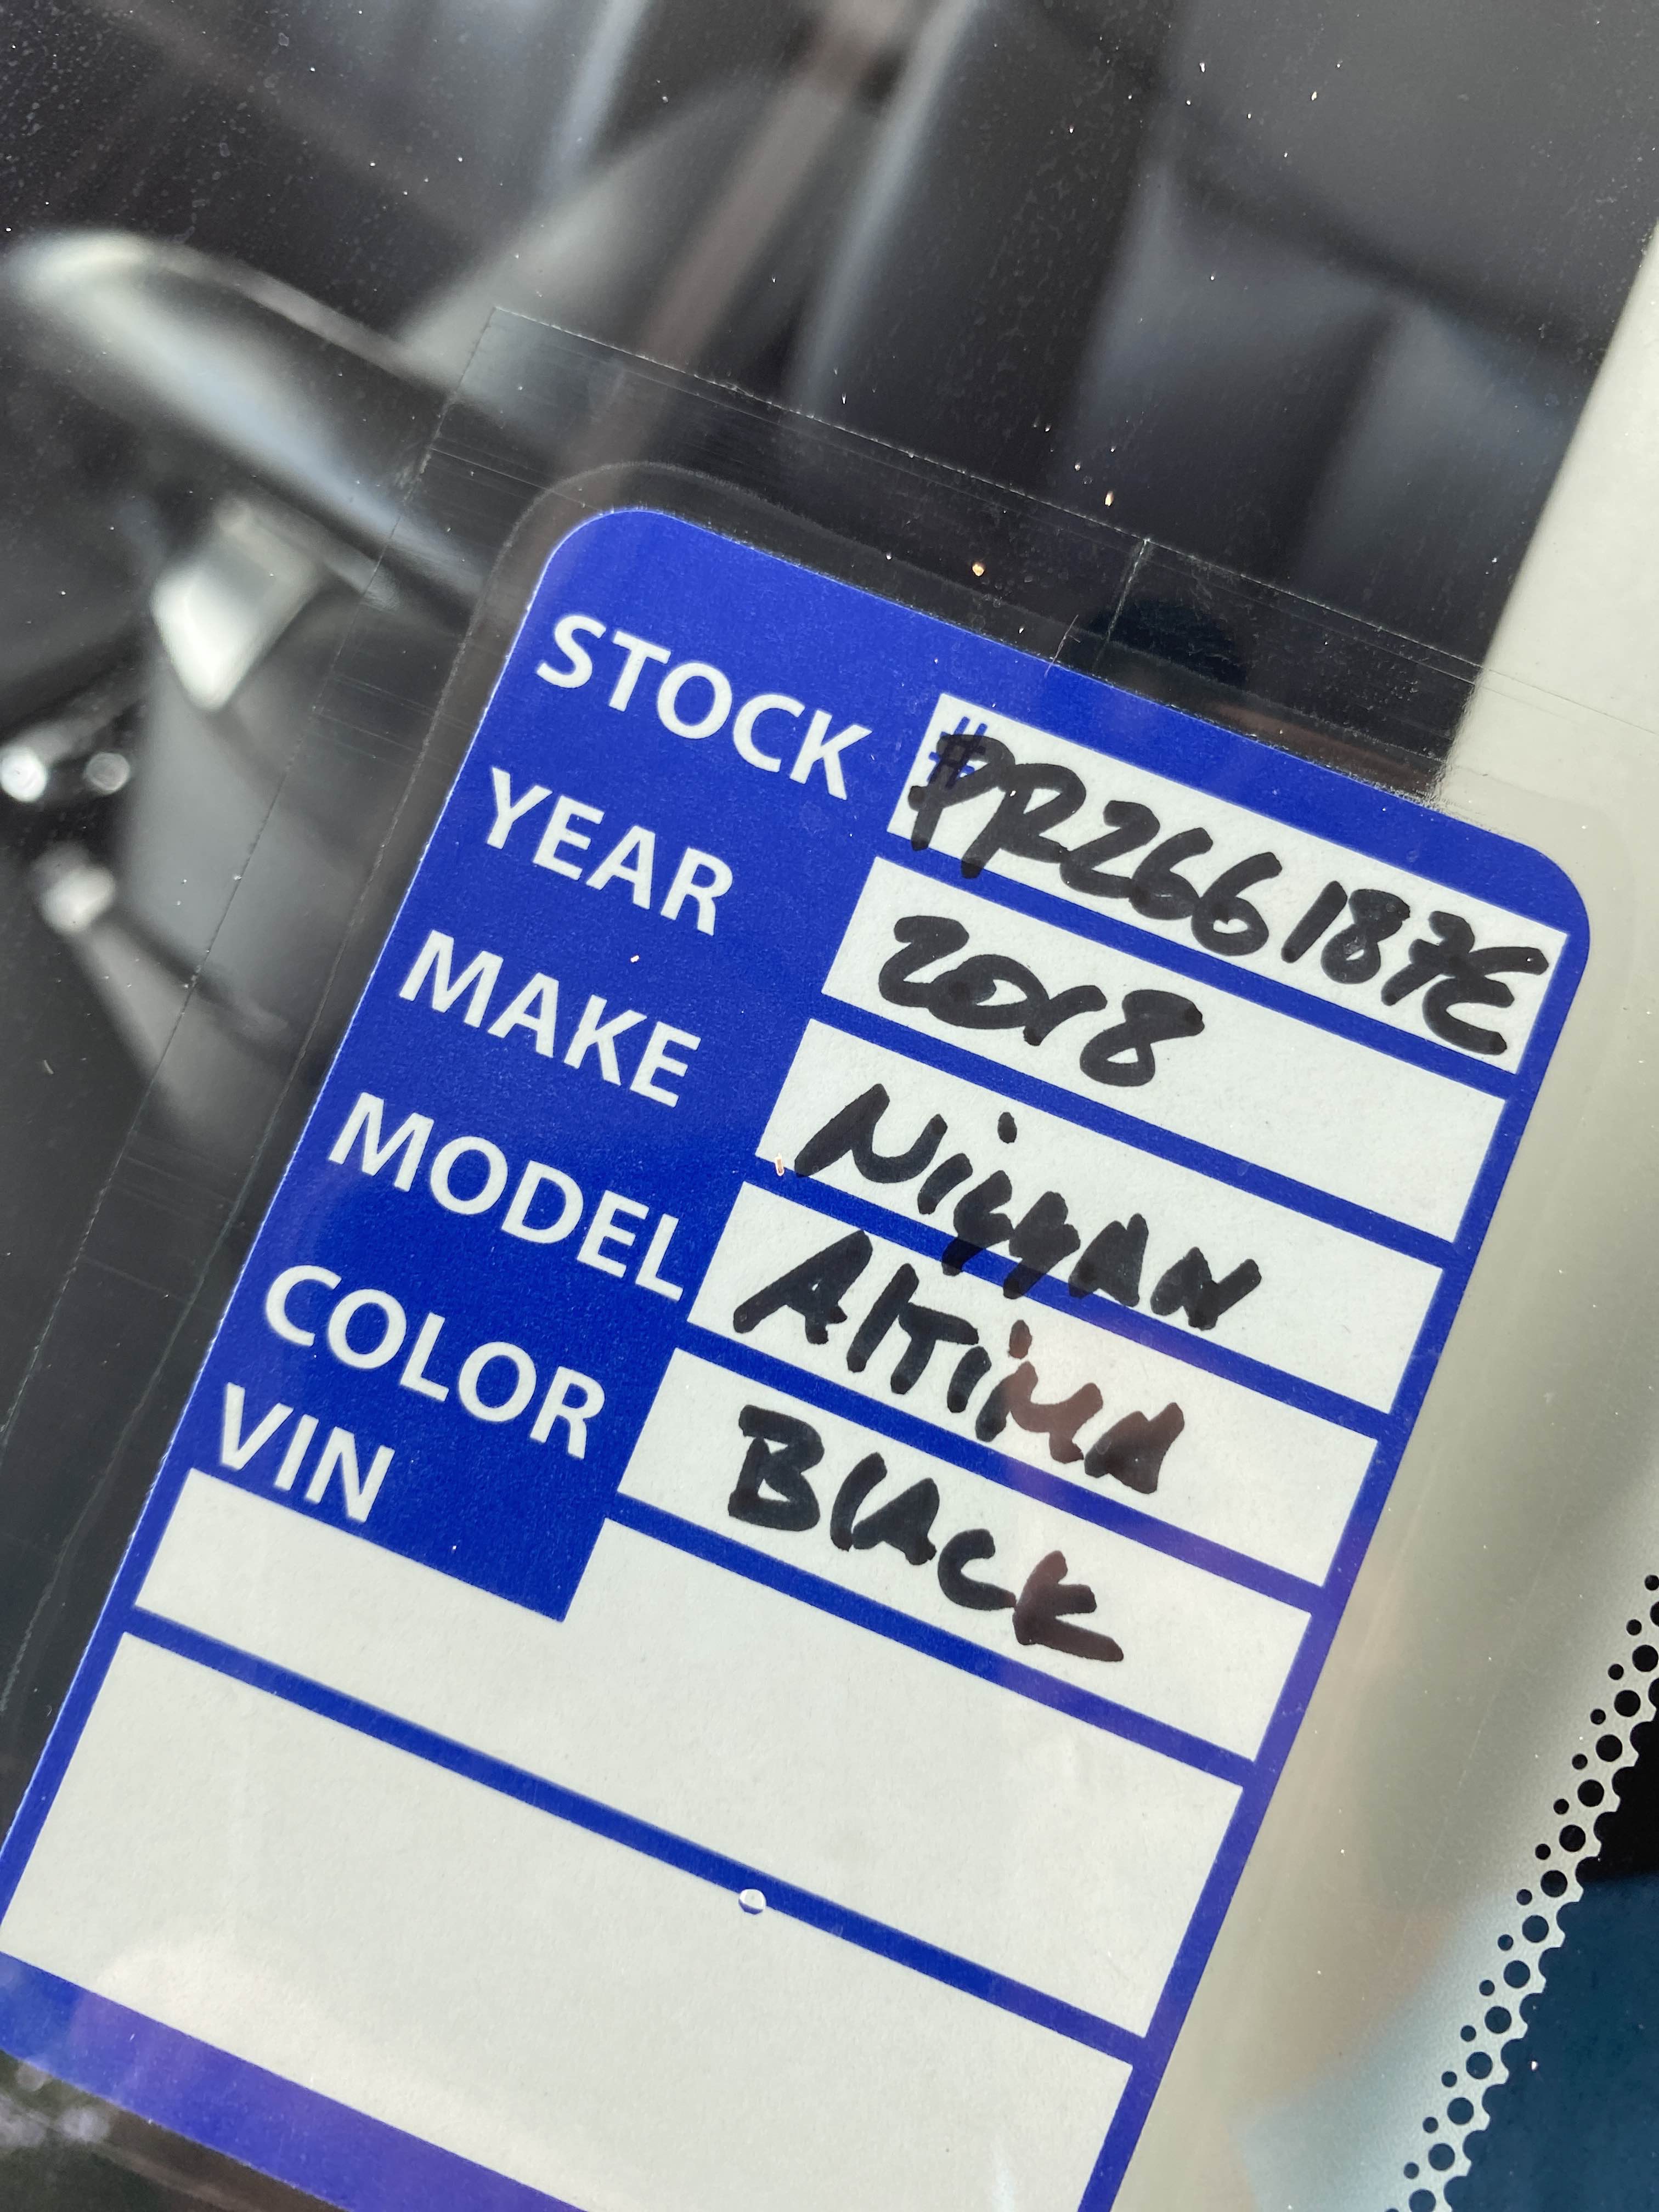 STOCK #PR266187E
YEAR 2018
MAKE Nissan
MODEL Altima
COLOR BLACK
VIN